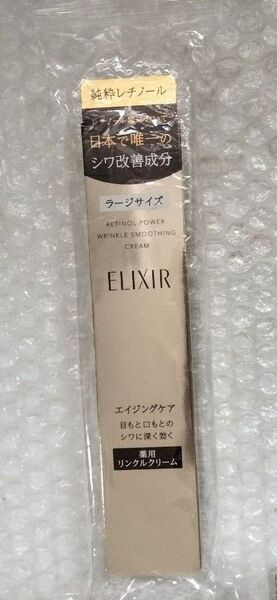 純粋レチノール
日本で唯一の
シワ改善成分
ラージサイズ
RETINOL POWER
WRINKLE SMOOTHING
CREAM
ELIXIR
エイジングケア
目もと口もとの
シワに深く効く
薬用
リンクルクリーム